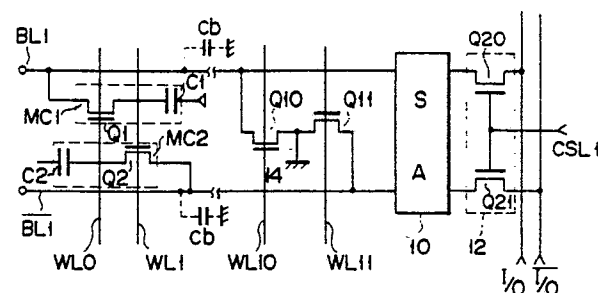 BL1
Cb
C1
MC1
Q1
MC2
C2
Q2
Cb
B̅L̅1̅
WL0
WL1
Q10
Q11
14
WL10
WL11
S
A
10
Q20
Q21
12
CSL1
I/O
I̅/̅O̅